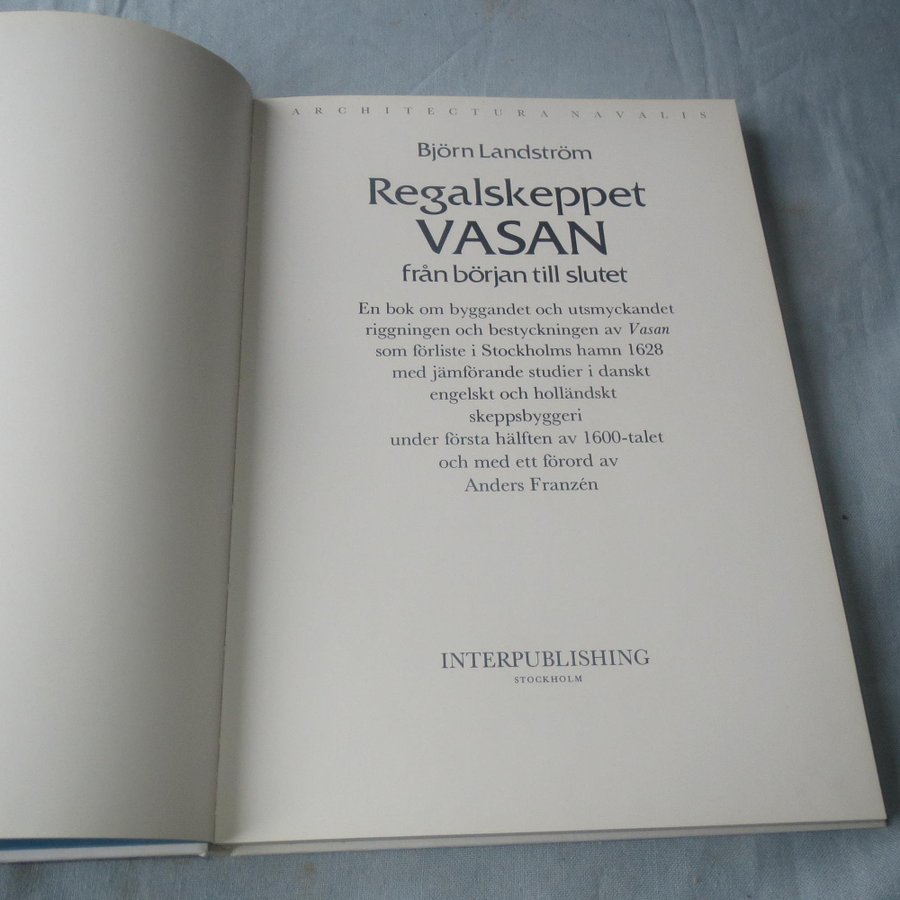 ARCHITECTURA NAVALIS
Björn Landström
Regalskeppet
VASAN
från början till slutet
En bok om byggandet och utsmyckandet
riggningen och bestyckningen av Vasan
som förliste i Stockholms hamn 1628
med jämförande studier i danskt
engelskt och holländskt
skeppsbyggeri
under första hälften av 1600-talet
och med ett förord av
Anders Franzén
INTERPUBLISHING
STOCKHOLM